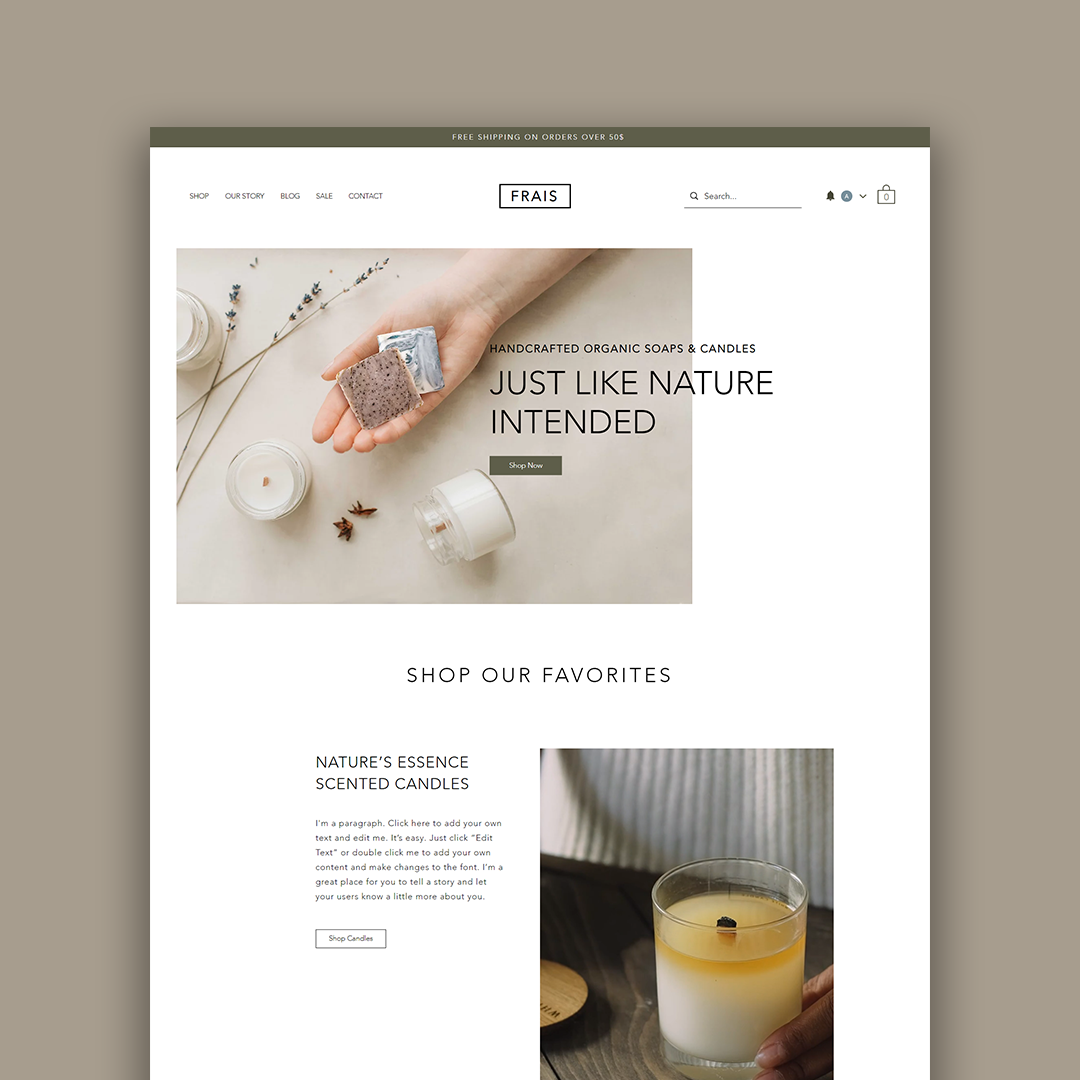 FREE SHIPPING ON ORDERS OVER 50$
SHOP OUR STORY BLOG SALE CONTACT
FRAIS
Search...
A
0
HANDCRAFTED ORGANIC SOAPS & CANDLES
JUST LIKE NATURE
INTENDED
Shop Now
SHOP OUR FAVORITES
NATURE’S ESSENCE
SCENTED CANDLES
I'm a paragraph. Click here to add your own
text and edit me. It’s easy. Just click “Edit
Text” or double click me to add your own
content and make changes to the font. I’m a
great place for you to tell a story and let
your users know a little more about you.
Shop Candles